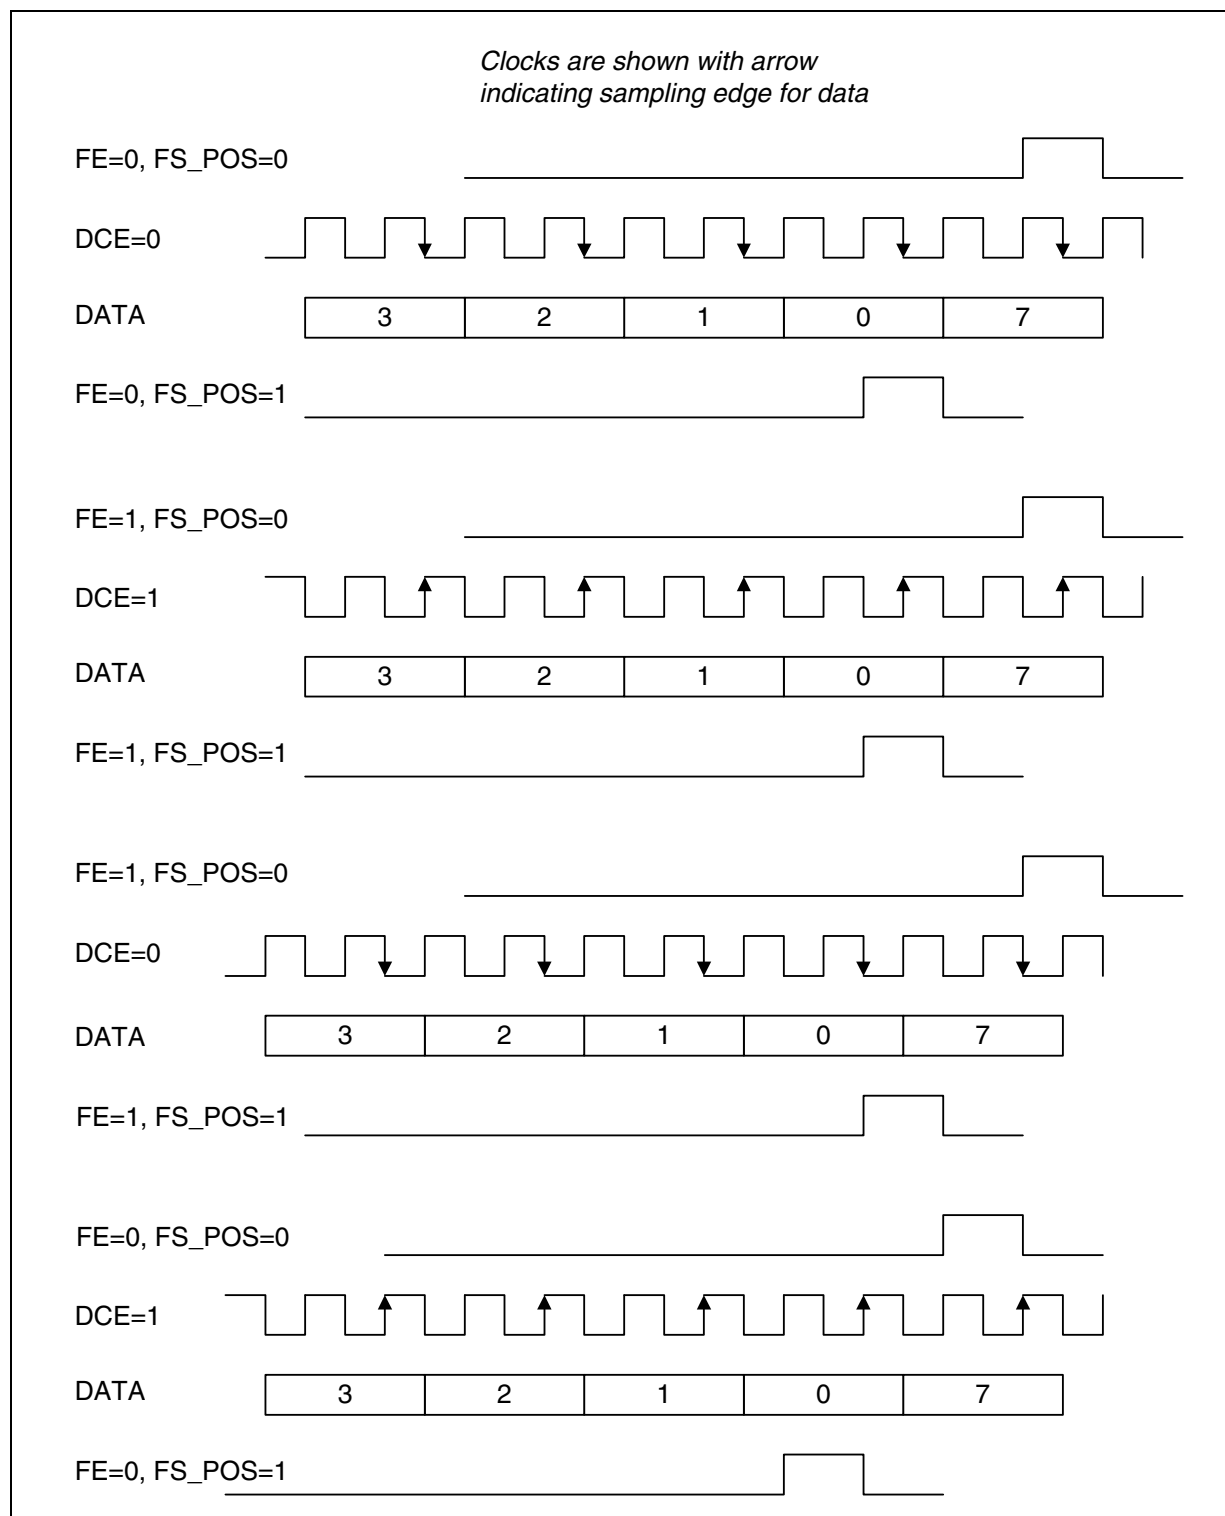 Clocks are shown with arrow
indicating sampling edge for data
FE=0, FS_POS=0
DCE=0
DATA 3 2 1 0 7
FE=0, FS_POS=1
FE=1, FS_POS=0
DCE=1
DATA 3 2 1 0 7
FE=1, FS_POS=1
FE=1, FS_POS=0
DCE=0
DATA 3 2 1 0 7
FE=1, FS_POS=1
FE=0, FS_POS=0
DCE=1
DATA 3 2 1 0 7
FE=0, FS_POS=1